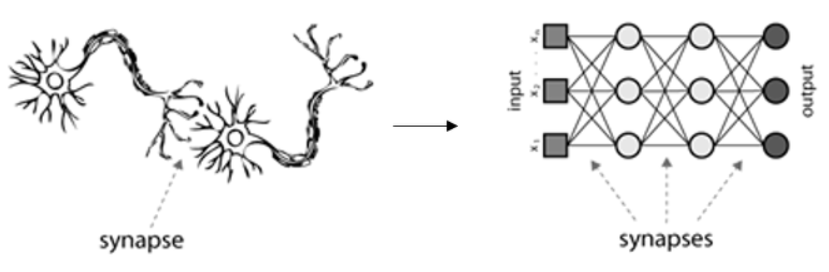 synapse
input
x₁ x₂ . . . xₙ
output
synapses